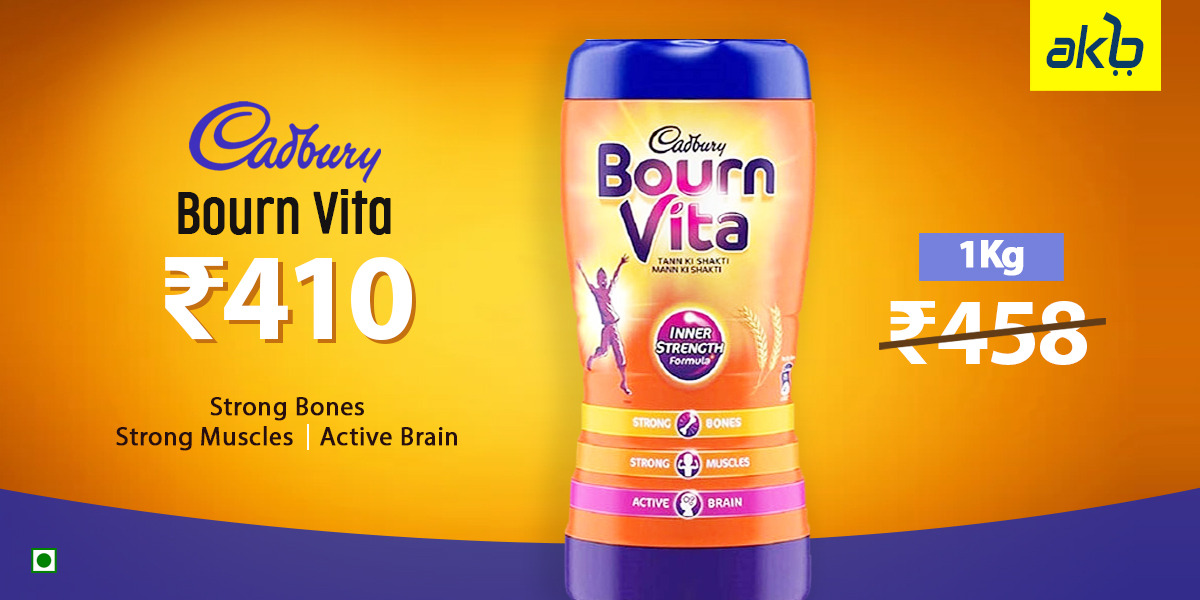 akb
Cadbury
Bourn Vita
₹410
Strong Bones
Strong Muscles | Active Brain
Cadbury
Bourn
Vita
TANN KI SHAKTI
MANN KI SHAKTI
INNER
STRENGTH
Formula
STRONG BONES
STRONG MUSCLES
ACTIVE BRAIN
1Kg
₹458